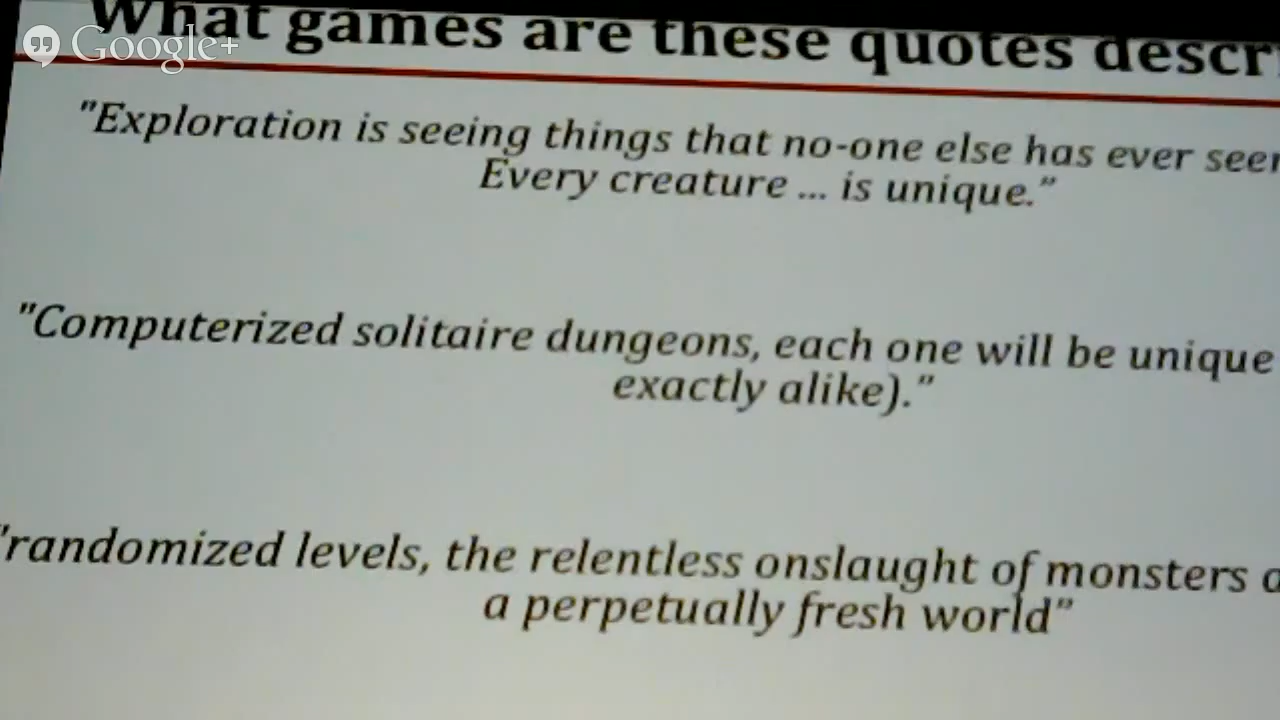 Google+
What games are these quotes descr
"Exploration is seeing things that no-one else has ever seen
Every creature ... is unique."
"Computerized solitaire dungeons, each one will be unique
exactly alike)."
"randomized levels, the relentless onslaught of monsters
a perpetually fresh world"